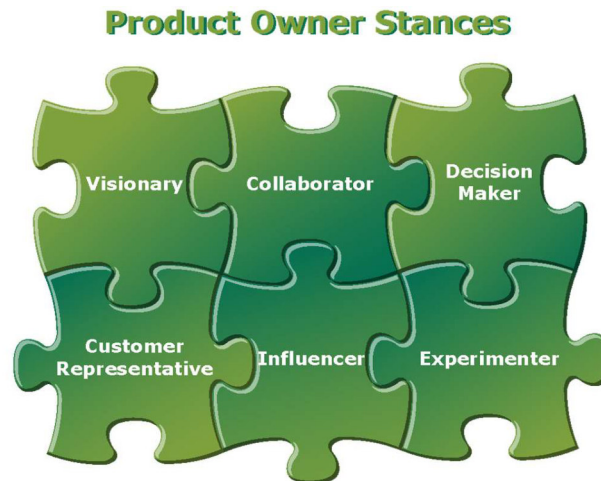 Product Owner Stances
Visionary
Collaborator
Decision
Maker
Customer
Representative
Influencer
Experimenter